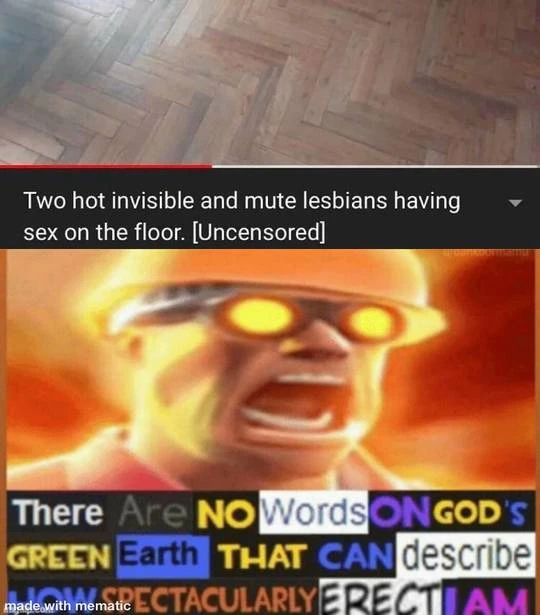 Two hot invisible and mute lesbians having
sex on the floor. [Uncensored]
There Are NO Words ON GOD'S
GREEN Earth THAT CAN describe
HOW SPECTACULARLY ERECT I AM
made with mematic